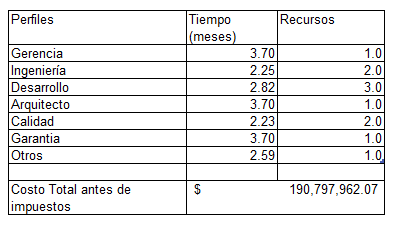 Perfiles Tiempo (meses) Recursos
Gerencia 3.70 1.0
Ingeniería 2.25 2.0
Desarrollo 2.82 3.0
Arquitecto 3.70 1.0
Calidad 2.23 2.0
Garantia 3.70 1.0
Otros 2.59 1.0
Costo Total antes de impuestos $ 190,797,962.07